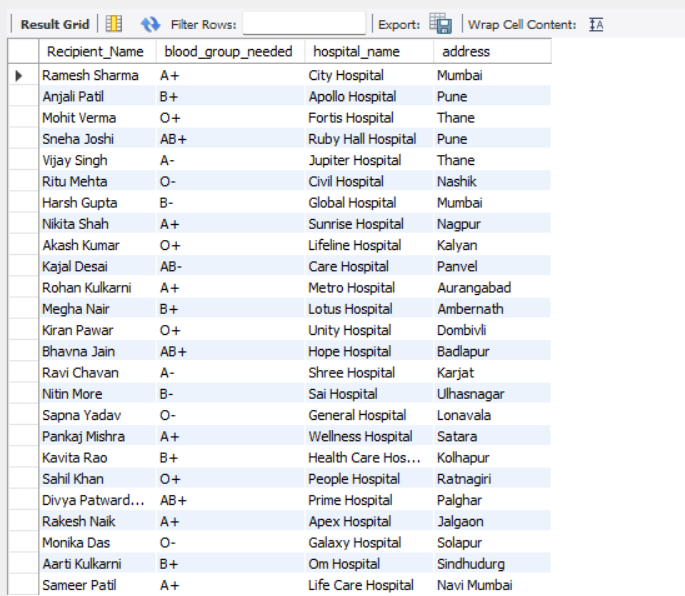 Result Grid Filter Rows: Export: Wrap Cell Content:
Recipient_Name blood_group_needed hospital_name address
Ramesh Sharma A+ City Hospital Mumbai
Anjali Patil B+ Apollo Hospital Pune
Mohit Verma O+ Fortis Hospital Thane
Sneha Joshi AB+ Ruby Hall Hospital Pune
Vijay Singh A- Jupiter Hospital Thane
Ritu Mehta O- Civil Hospital Nashik
Harsh Gupta B- Global Hospital Mumbai
Nikita Shah A+ Sunrise Hospital Nagpur
Akash Kumar O+ Lifeline Hospital Kalyan
Kajal Desai AB- Care Hospital Panvel
Rohan Kulkarni A+ Metro Hospital Aurangabad
Megha Nair B+ Lotus Hospital Ambernath
Kiran Pawar O+ Unity Hospital Dombivli
Bhavna Jain AB+ Hope Hospital Badlapur
Ravi Chavan A- Shree Hospital Karjat
Nitin More B- Sai Hospital Ulhasnagar
Sapna Yadav O- General Hospital Lonavala
Pankaj Mishra A+ Wellness Hospital Satara
Kavita Rao B+ Health Care Hos... Kolhapur
Sahil Khan O+ People Hospital Ratnagiri
Divya Patward... AB+ Prime Hospital Palghar
Rakesh Naik A+ Apex Hospital Jalgaon
Monika Das O- Galaxy Hospital Solapur
Aarti Kulkarni B+ Om Hospital Sindhudurg
Sameer Patil A+ Life Care Hospital Navi Mumbai